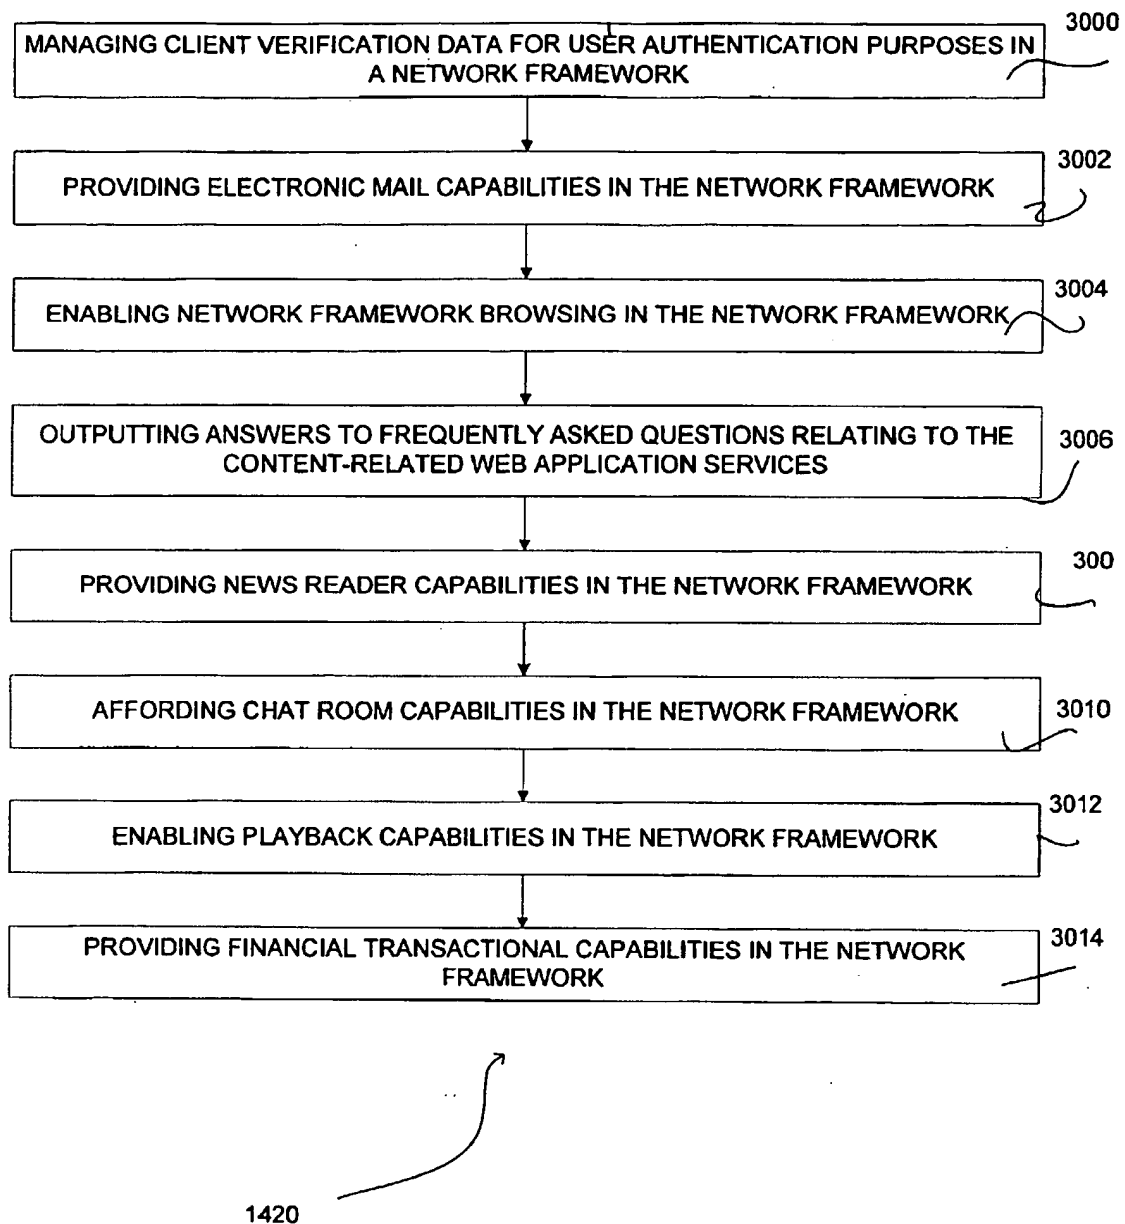 3000
MANAGING CLIENT VERIFICATION DATA FOR USER AUTHENTICATION PURPOSES IN
A NETWORK FRAMEWORK
3002
PROVIDING ELECTRONIC MAIL CAPABILITIES IN THE NETWORK FRAMEWORK
3004
ENABLING NETWORK FRAMEWORK BROWSING IN THE NETWORK FRAMEWORK
3006
OUTPUTTING ANSWERS TO FREQUENTLY ASKED QUESTIONS RELATING TO THE
CONTENT-RELATED WEB APPLICATION SERVICES
300
PROVIDING NEWS READER CAPABILITIES IN THE NETWORK FRAMEWORK
3010
AFFORDING CHAT ROOM CAPABILITIES IN THE NETWORK FRAMEWORK
3012
ENABLING PLAYBACK CAPABILITIES IN THE NETWORK FRAMEWORK
3014
PROVIDING FINANCIAL TRANSACTIONAL CAPABILITIES IN THE NETWORK
FRAMEWORK
1420